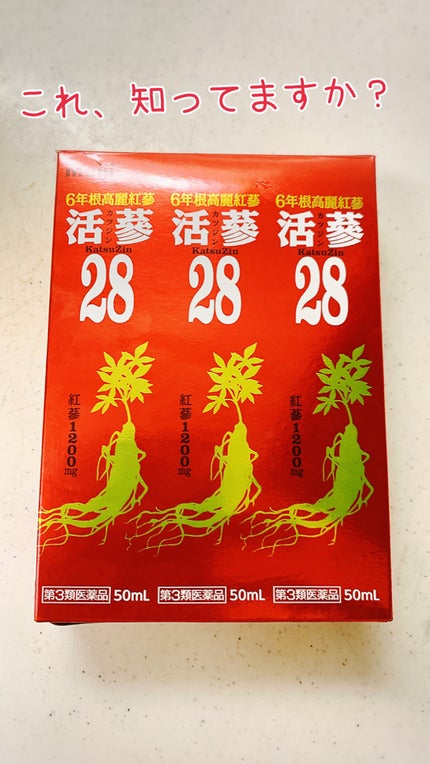 これ、知ってますか?
6年根高麗紅蔘 6年根高麗紅蔘 6年根高麗紅蔘
活蔘 活蔘 活蔘
カツジン カツジン カツジン
KatsuZin KatsuZin KatsuZin
28 28 28
紅蔘1200mg 紅蔘1200mg 紅蔘1200mg
第3類医薬品 50mL 第3類医薬品 50mL 第3類医薬品 50mL